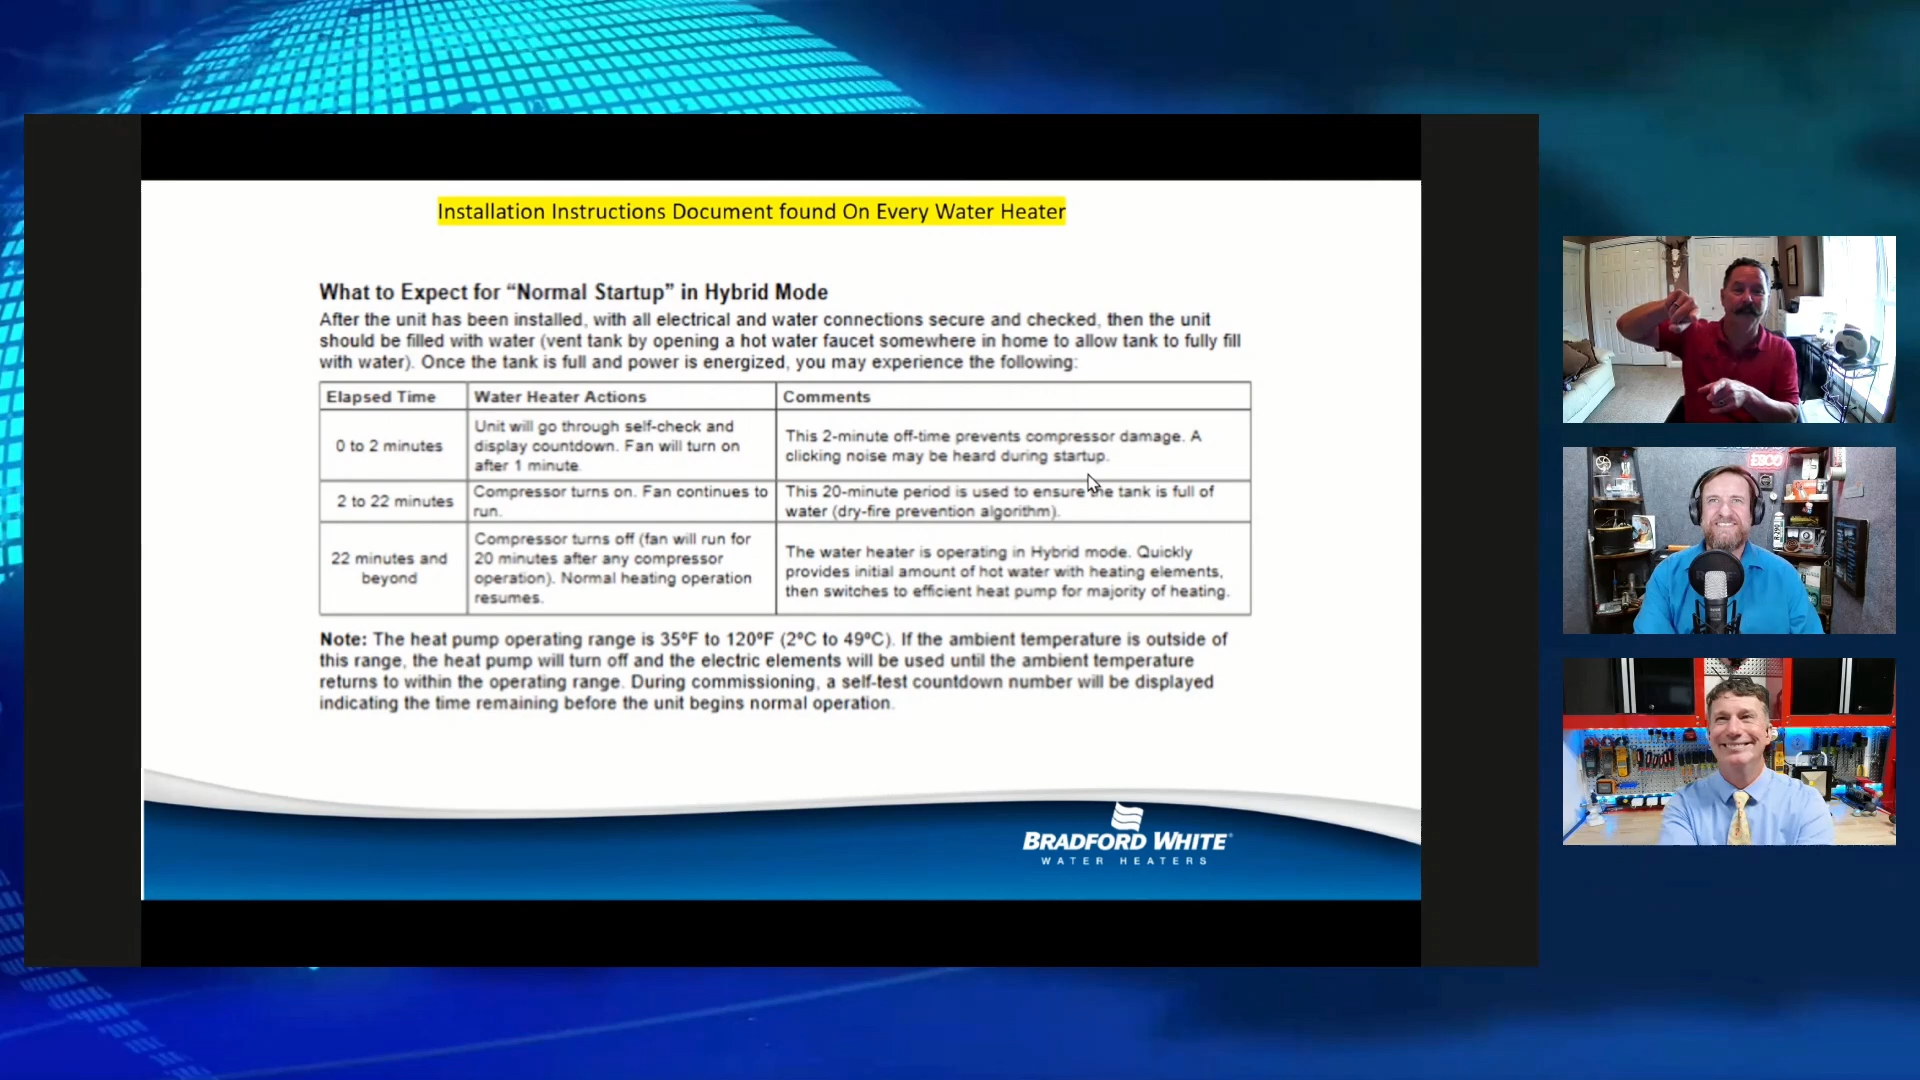 Installation Instructions Document found On Every Water Heater
What to Expect for “Normal Startup” in Hybrid Mode
After the unit has been installed, with all electrical and water connections secure and checked, then the unit
should be filled with water (vent tank by opening a hot water faucet somewhere in home to allow tank to fully fill
with water). Once the tank is full and power is energized, you may experience the following:
Elapsed Time
Water Heater Actions
Comments
0 to 2 minutes
Unit will go through self-check and
display countdown. Fan will turn on
after 1 minute.
This 2-minute off-time prevents compressor damage. A
clicking noise may be heard during startup.
2 to 22 minutes
Compressor turns on. Fan continues to
run.
This 20-minute period is used to ensure the tank is full of
water (dry-fire prevention algorithm).
22 minutes and
beyond
Compressor turns off (fan will run for
20 minutes after any compressor
operation). Normal heating operation
resumes.
The water heater is operating in Hybrid mode. Quickly
provides initial amount of hot water with heating elements,
then switches to efficient heat pump for majority of heating.
Note: The heat pump operating range is 35ºF to 120ºF (2ºC to 49ºC). If the ambient temperature is outside of
this range, the heat pump will turn off and the electric elements will be used until the ambient temperature
returns to within the operating range. During commissioning, a self-test countdown number will be displayed
indicating the time remaining before the unit begins normal operation.
BRADFORD WHITE
WATER HEATERS
ESCO